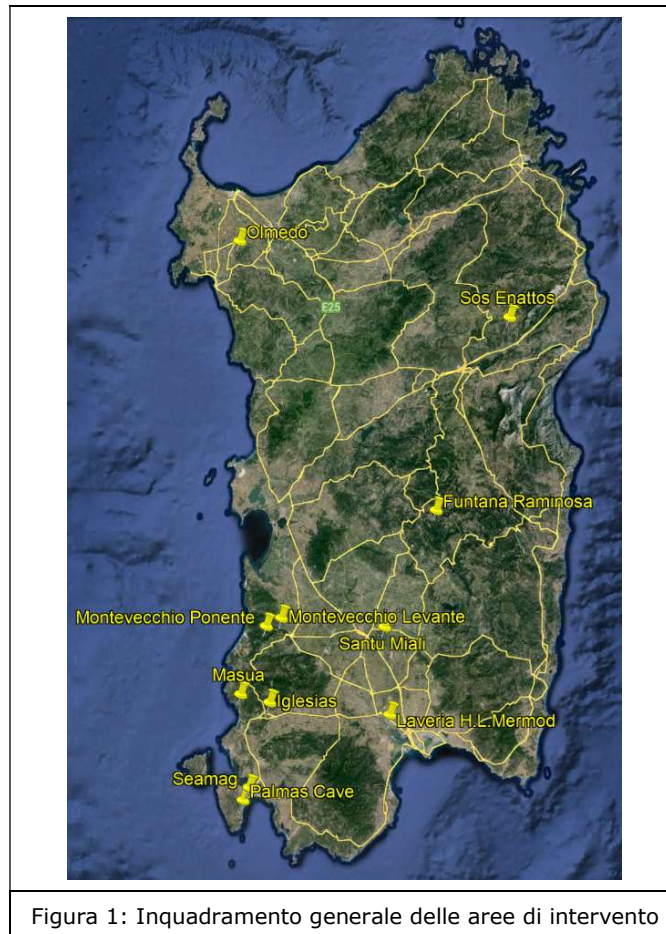 Olmedo
Sos Enattos
E25
Funtana Raminosa
Montevecchio Ponente
Montevecchio Levante
Santu Miali
Masua
Iglesias
Laveria H.L.Mermod
Seamag
Palmas Cave
Figura 1: Inquadramento generale delle aree di intervento